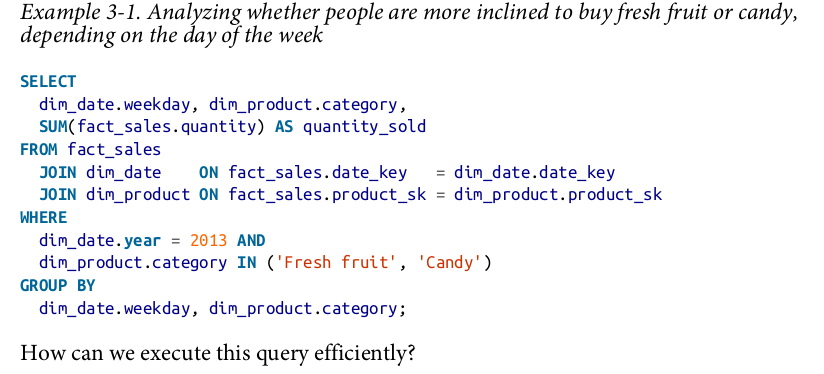 Example 3-1. Analyzing whether people are more inclined to buy fresh fruit or candy,
depending on the day of the week
SELECT
  dim_date.weekday, dim_product.category,
  SUM(fact_sales.quantity) AS quantity_sold
FROM fact_sales
  JOIN dim_date    ON fact_sales.date_key   = dim_date.date_key
  JOIN dim_product ON fact_sales.product_sk = dim_product.product_sk
WHERE
  dim_date.year = 2013 AND
  dim_product.category IN ('Fresh fruit', 'Candy')
GROUP BY
  dim_date.weekday, dim_product.category;
How can we execute this query efficiently?